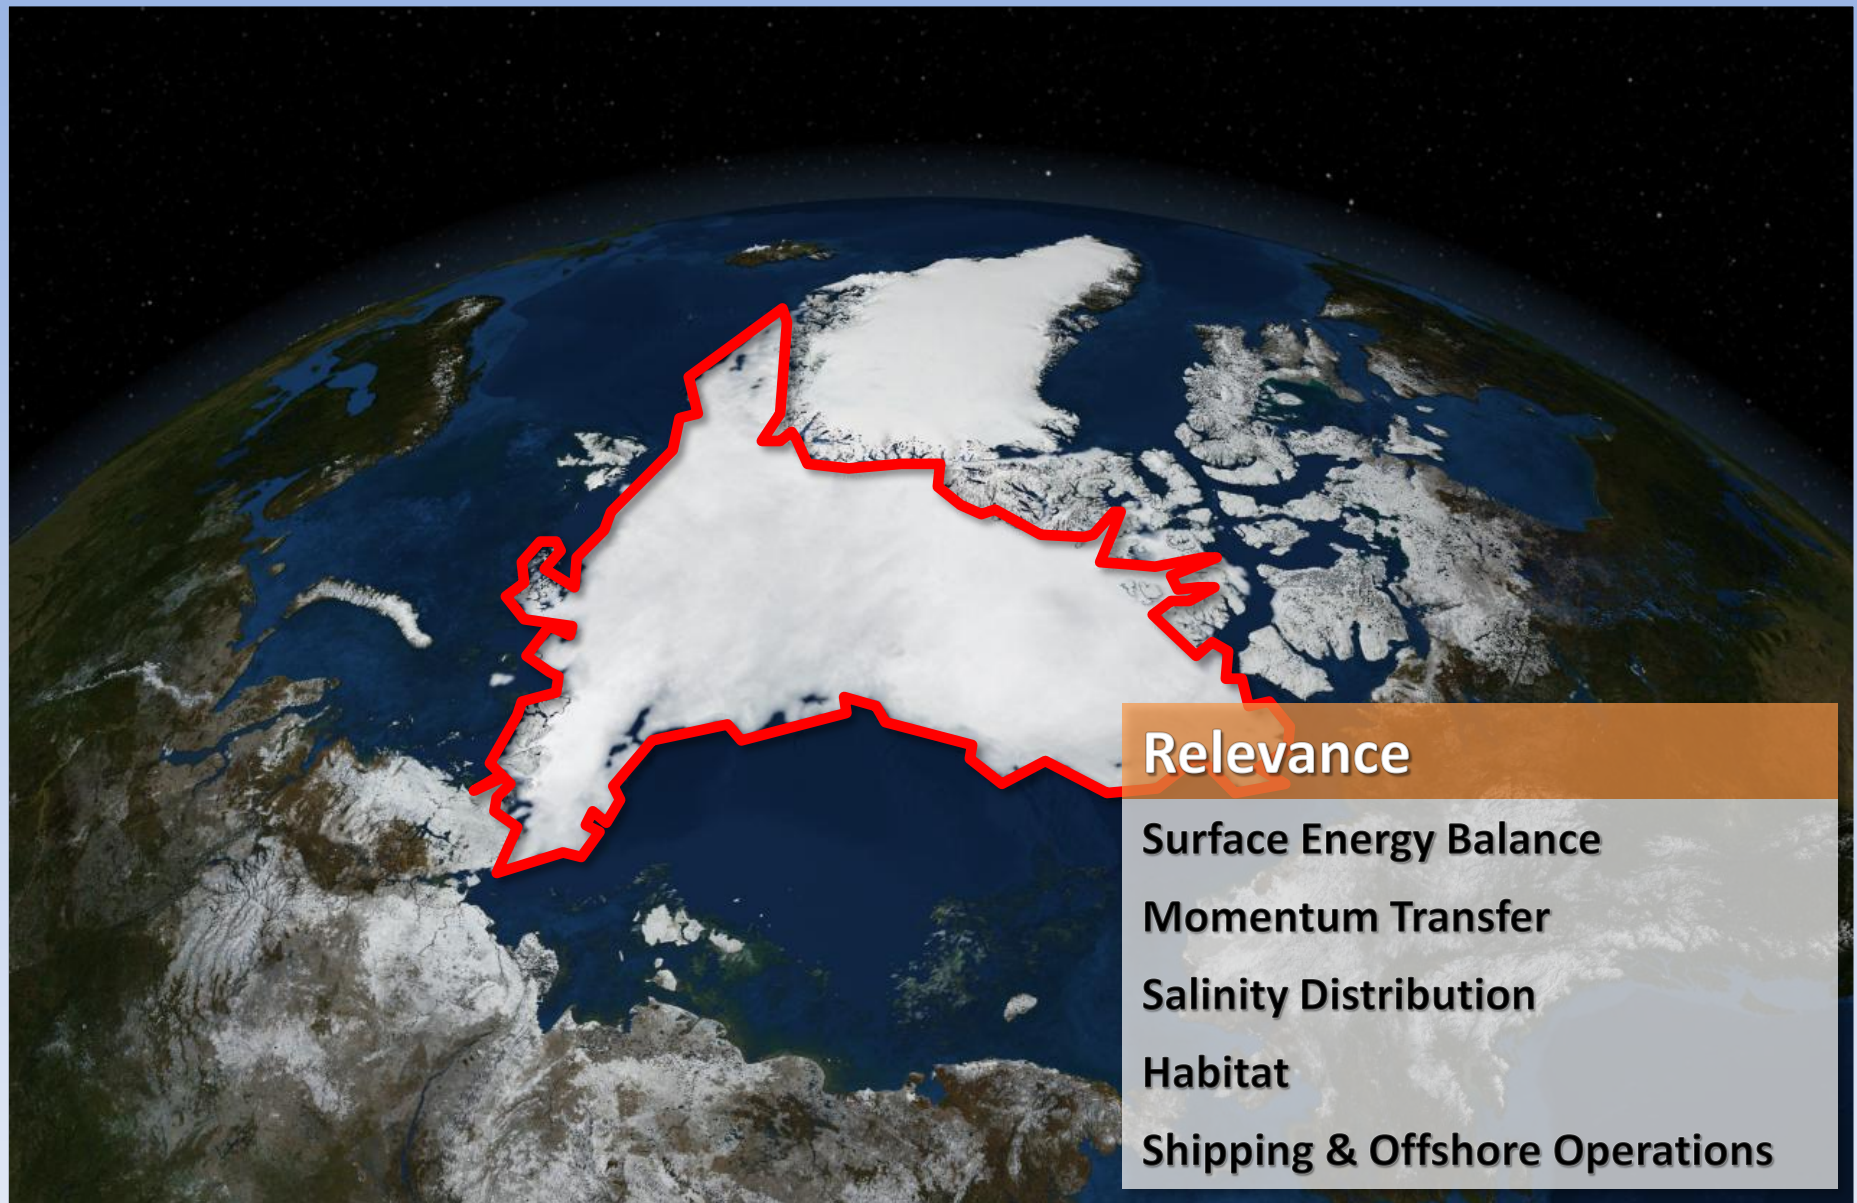 Relevance
Surface Energy Balance
Momentum Transfer
Salinity Distribution
Habitat
Shipping & Offshore Operations